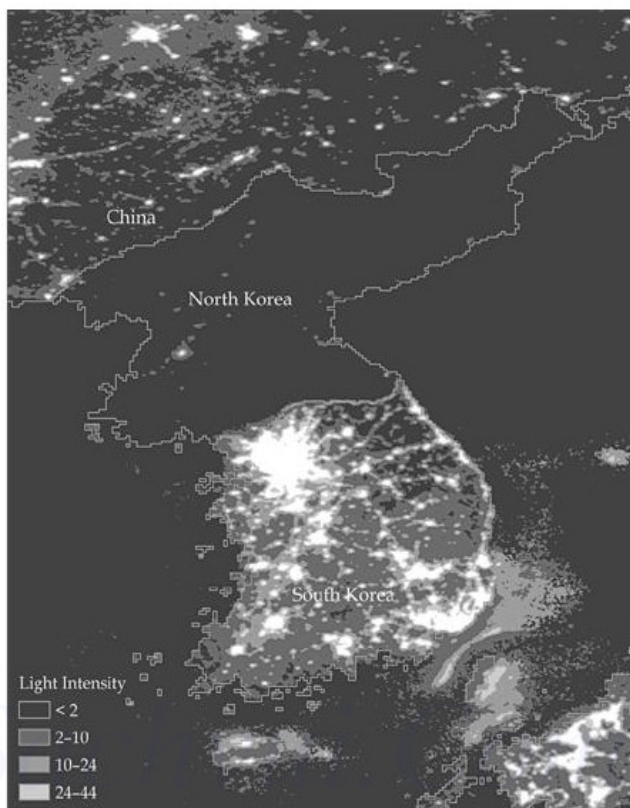 China
North Korea
South Korea
Light Intensity
< 2
2–10
10–24
24–44